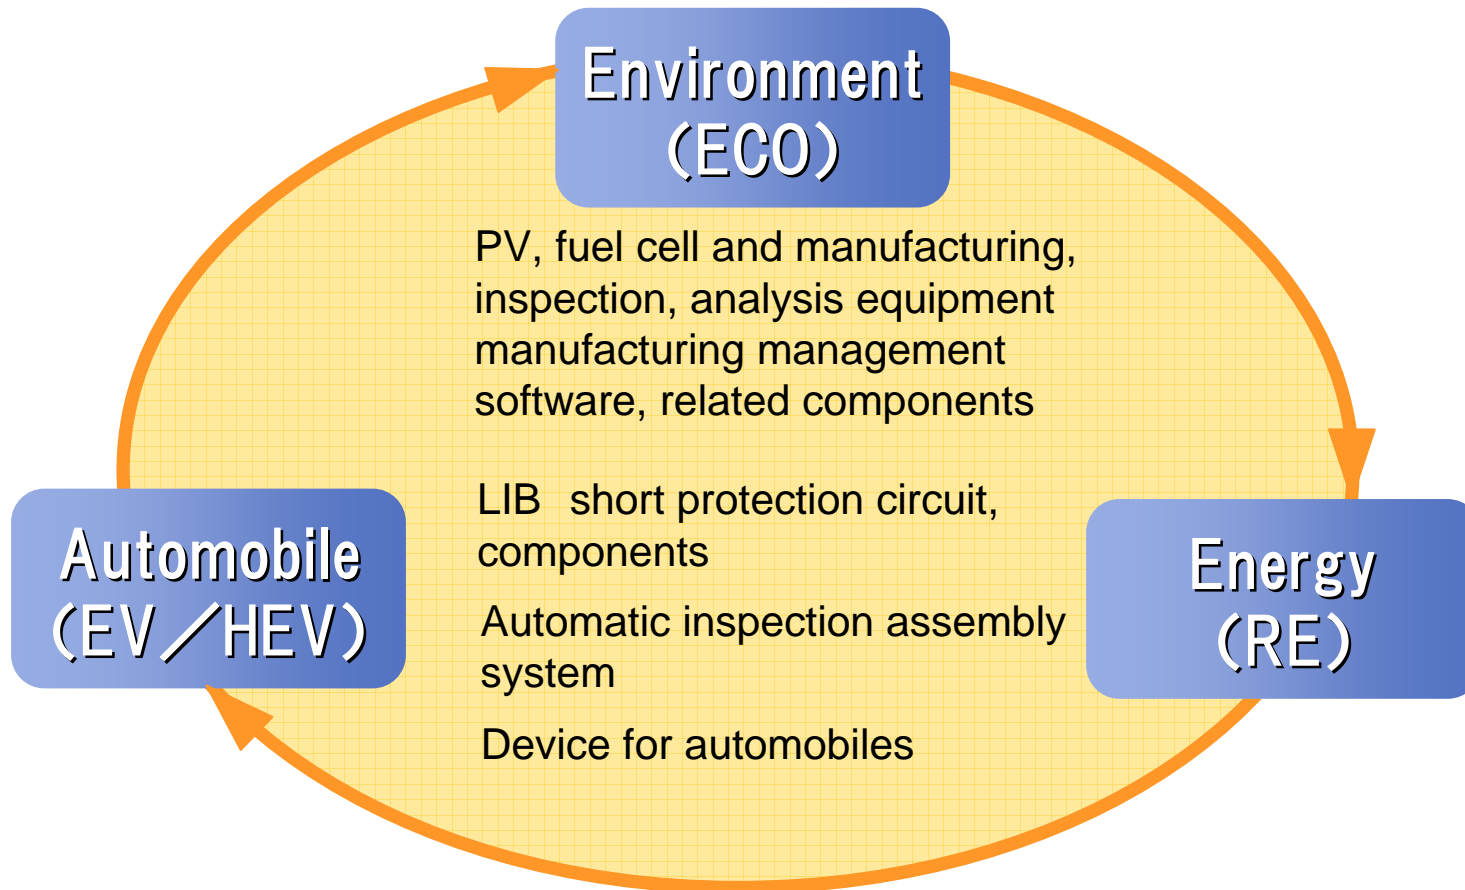 Environment
（ECO）
PV, fuel cell and manufacturing,
inspection, analysis equipment
manufacturing management
software, related components
LIB  short protection circuit,
components
Automatic inspection assembly
system
Device for automobiles
Automobile
（EV／HEV）
Energy
（RE）